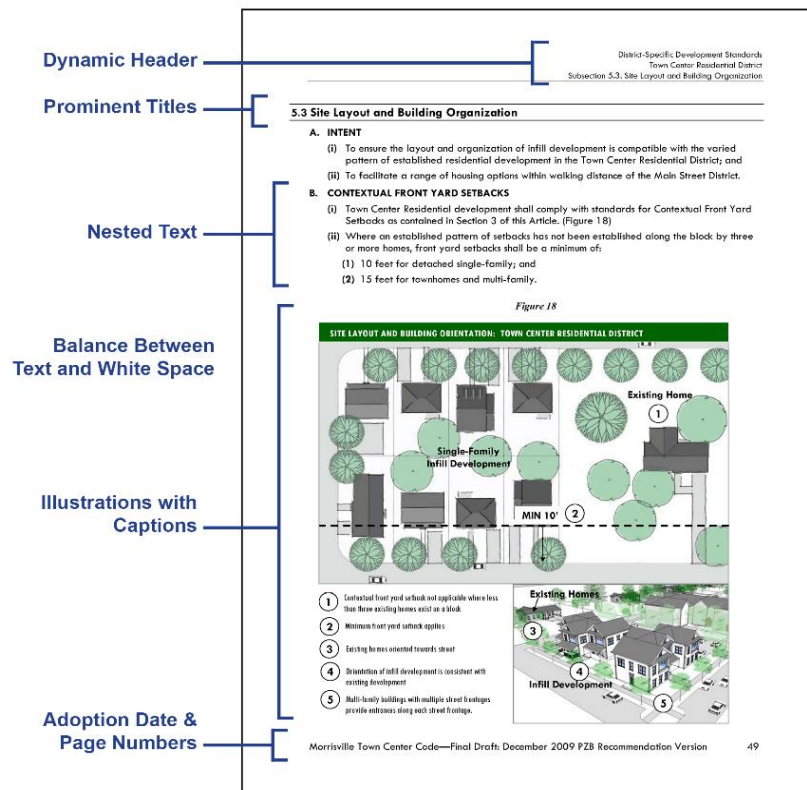 Dynamic Header
District-Specific Development Standards
Town Center Residential District
Subsection 5.3. Site Layout and Building Organization
Prominent Titles
5.3 Site Layout and Building Organization
A. INTENT
(i) To ensure the layout and organization of infill development is compatible with the varied
pattern of established residential development in the Town Center Residential District; and
(ii) To facilitate a range of housing options within walking distance of the Main Street District.
Nested Text
B. CONTEXTUAL FRONT YARD SETBACKS
(i) Town Center Residential development shall comply with standards for Contextual Front Yard
Setbacks as contained in Section 3 of this Article. (Figure 18)
(ii) Where an established pattern of setbacks has not been established along the block by three
or more homes, front yard setbacks shall be a minimum of:
(1) 10 feet for detached single-family; and
(2) 15 feet for townhomes and multi-family.
Balance Between
Text and White Space
Figure 18
SITE LAYOUT AND BUILDING ORIENTATION: TOWN CENTER RESIDENTIAL DISTRICT
Existing Home
1
Single-Family
Infill Development
MIN 10'
2
Illustrations with
Captions
1 Contextual front yard setback not applicable where less
than three existing homes exist on a block
2 Minimum front yard setback applies
3 Existing homes oriented towards street
4 Orientation of infill development is consistent with
existing development
5 Multi-family buildings with multiple street frontages
provide entrances along each street frontage.
Existing Homes
3
4
Infill Development
5
Adoption Date &
Page Numbers
Morrisville Town Center Code—Final Draft: December 2009 PZB Recommendation Version 49